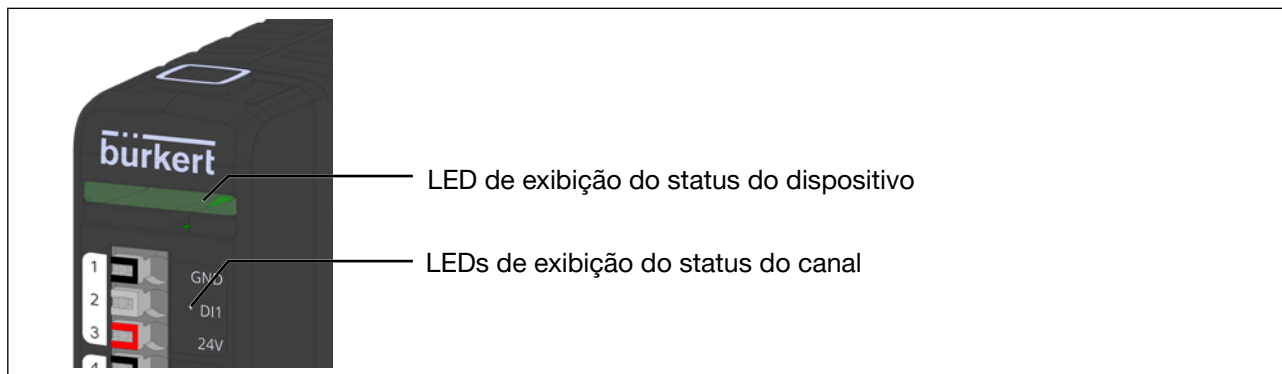 bürkert
LED de exibição do status do dispositivo
LEDs de exibição do status do canal
1
GND
2
DI1
3
24V
4